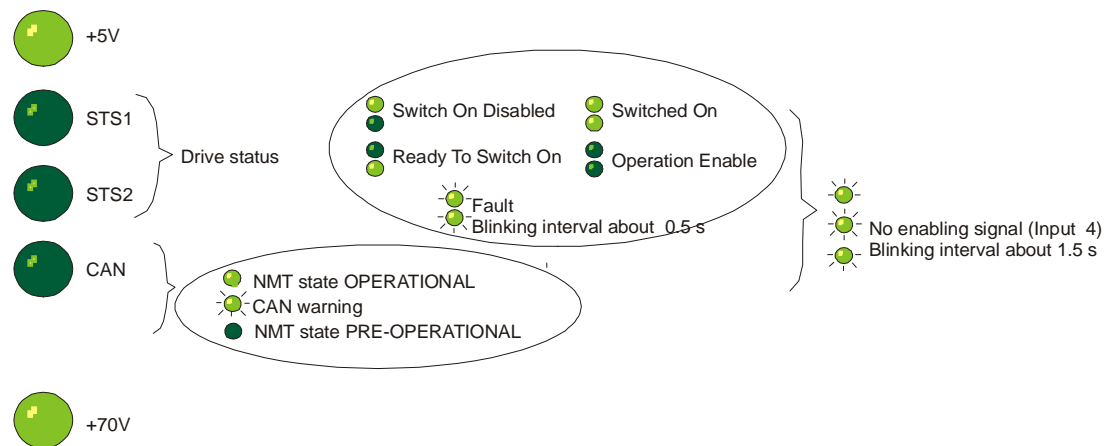 +5V
STS1
STS2
Drive status
CAN
+70V
Switch On Disabled
Switched On
Ready To Switch On
Operation Enable
Fault
Blinking interval about 0.5 s
NMT state OPERATIONAL
CAN warning
NMT state PRE-OPERATIONAL
No enabling signal (Input 4)
Blinking interval about 1.5 s